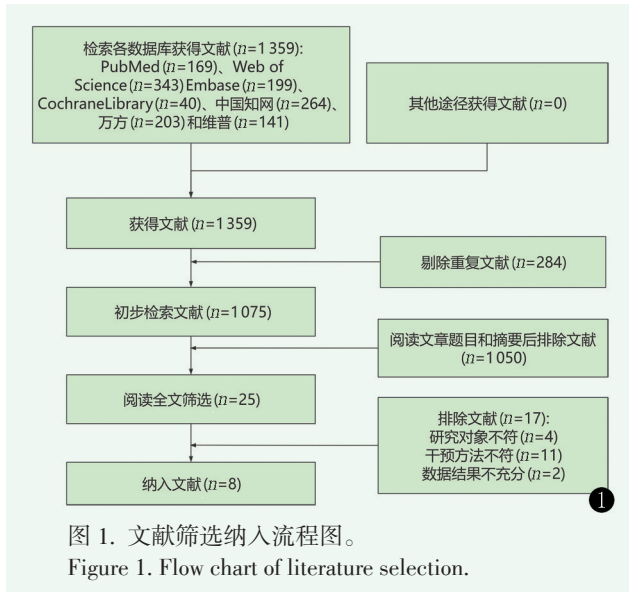 检索各数据库获得文献(n=1 359):
PubMed(n=169)、Web of
Science(n=343)Embase(n=199)、
CochraneLibrary(n=40)、中国知网(n=264)、
万方(n=203)和维普(n=141)
其他途径获得文献(n=0)
获得文献(n=1 359)
剔除重复文献(n=284)
初步检索文献(n=1 075)
阅读文章题目和摘要后排除文献
(n=1 050)
阅读全文筛选(n=25)
排除文献(n=17):
研究对象不符(n=4)
干预方法不符(n=11)
数据结果不充分(n=2)
纳入文献(n=8)
1
图 1. 文献筛选纳入流程图。
Figure 1. Flow chart of literature selection.